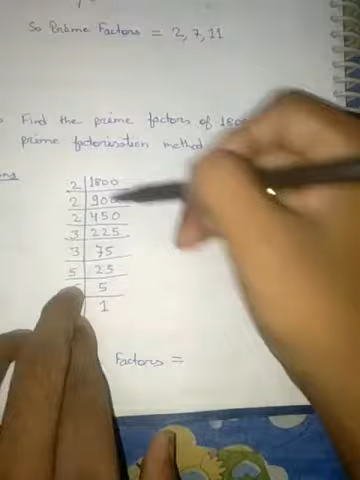 So Prime Factors = 2, 7, 11
Find the prime factors of 180
prime factorisation method
2 1800
2 900
2 450
3 225
3 75
5 25
5
1
Factors =